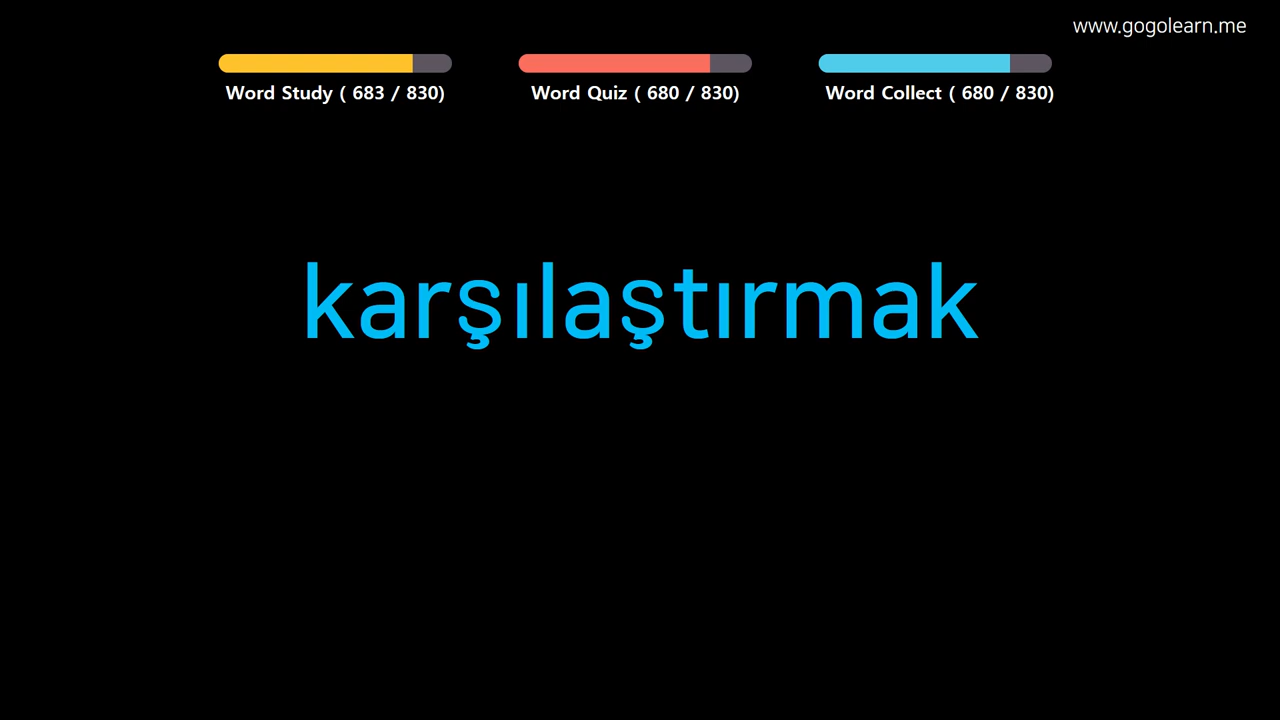 www.gogolearn.me
Word Study ( 683 / 830)
Word Quiz ( 680 / 830)
Word Collect ( 680 / 830)
karşılaştırmak